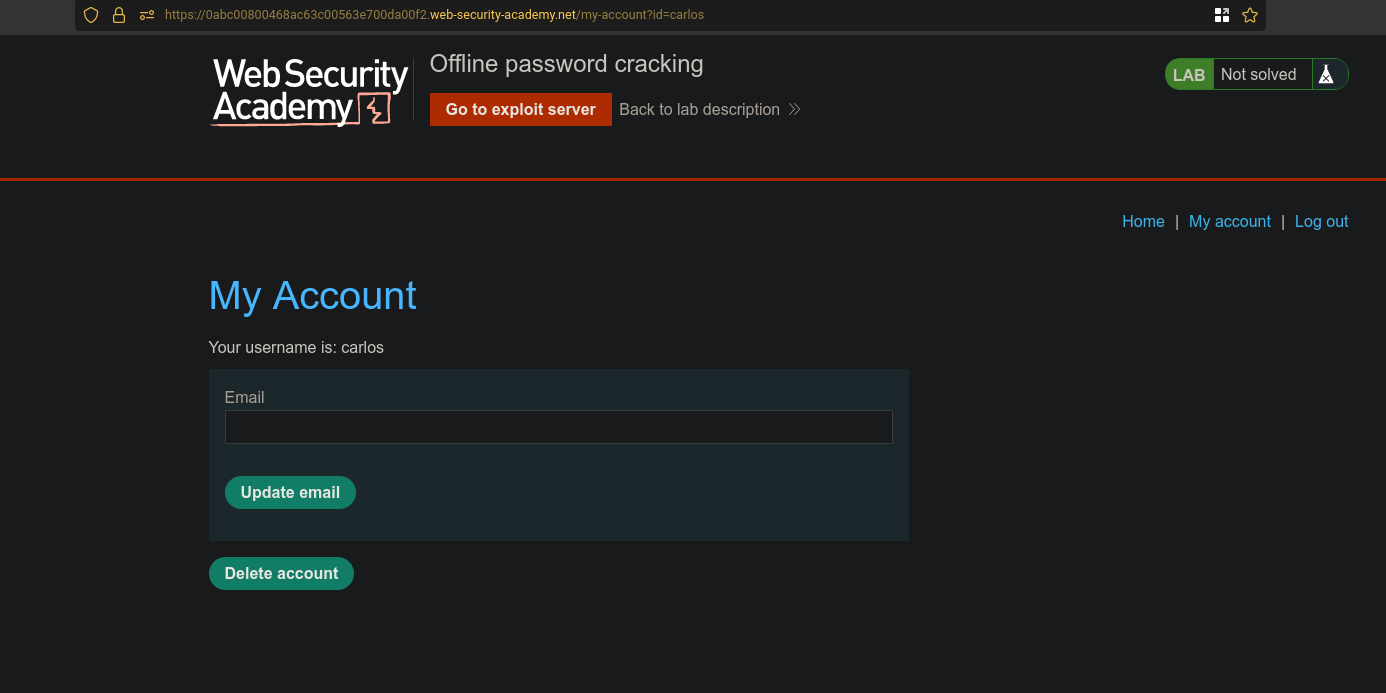 https://0abc00800468ac63c00563e700da00f2.web-security-academy.net/my-account?id=carlos
Web Security
Academy
Offline password cracking
Go to exploit server
Back to lab description
LAB
Not solved
Home | My account | Log out
My Account
Your username is: carlos
Email
Update email
Delete account